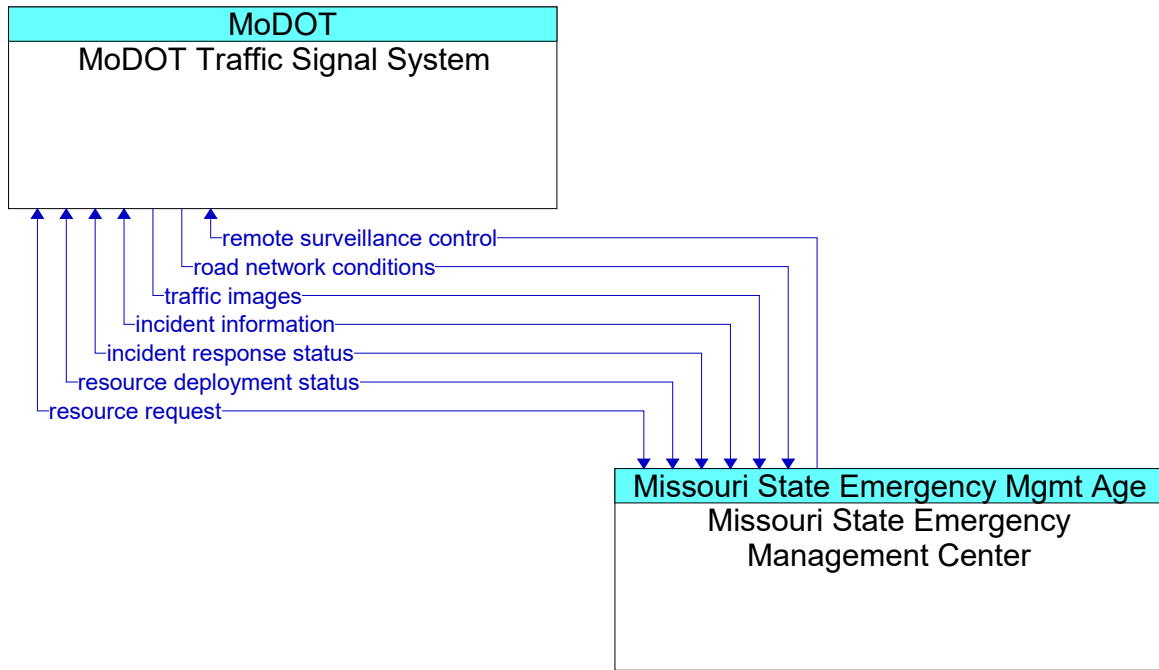 MoDOT
MoDOT Traffic Signal System
remote surveillance control
road network conditions
traffic images
incident information
incident response status
resource deployment status
resource request
Missouri State Emergency Mgmt Age
Missouri State Emergency
Management Center